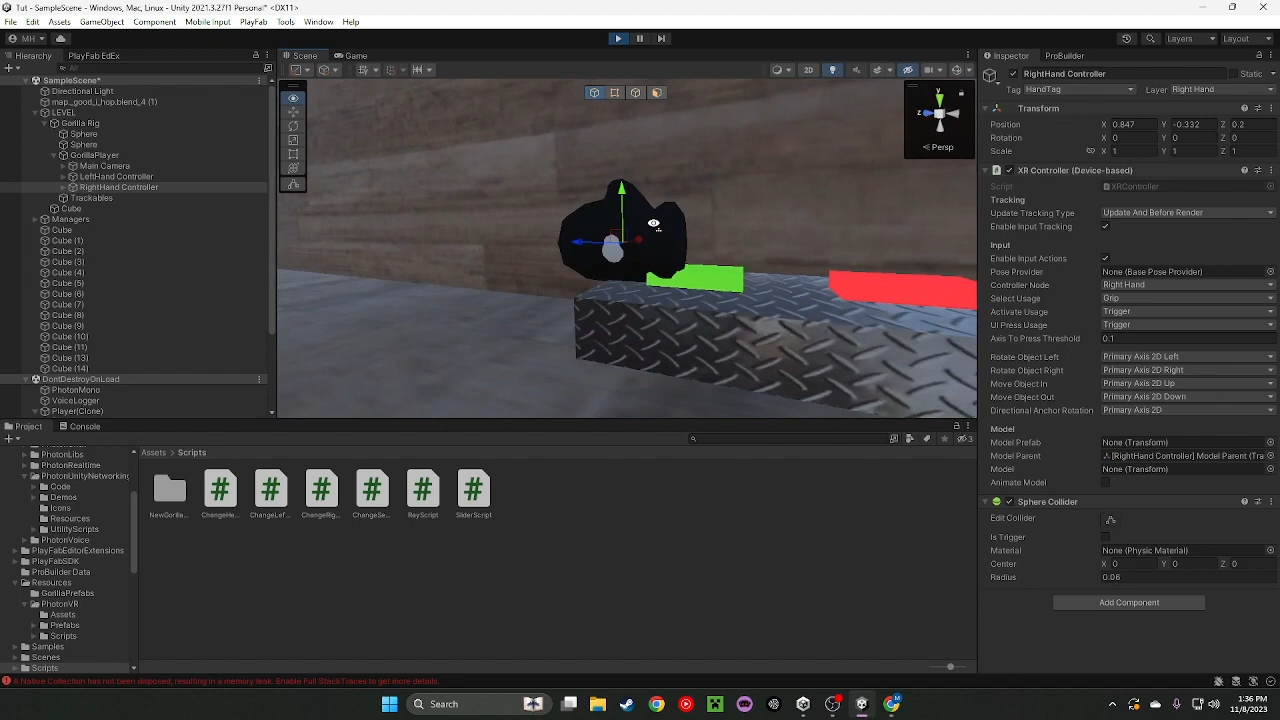 Tut - SampleScene - Windows, Mac, Linux - Unity 2021.3.27f1 Personal* <DX11>
File Edit Assets GameObject Component Mobile Input PlayFab Tools Window Help
MH Layers Layout
Hierarchy PlayFab EdEx
All
SampleScene*
Directional Light
map_good_i_hop.blend_4 (1)
LEVEL
Gorilla Rig
Sphere
Sphere
GorillaPlayer
Main Camera
LeftHand Controller
RightHand Controller
Trackables
Cube
Managers
Cube
Cube (1)
Cube (2)
Cube (3)
Cube (4)
Cube (5)
Cube (6)
Cube (7)
Cube (8)
Cube (9)
Cube (10)
Cube (11)
Cube (13)
Cube (14)
DontDestroyOnLoad
PhotonMono
VoiceLogger
Player(Clone)
Scene Game
2D
y
z
Persp
Inspector ProBuilder
RightHand Controller Static
Tag HandTag Layer Right Hand
Transform
Position X 0.847 Y -0.332 Z 0.2
Rotation X 0 Y 0 Z 0
Scale X 1 Y 1 Z 1
XR Controller (Device-based)
Script XRController
Tracking
Update Tracking Type Update And Before Render
Enable Input Tracking
Input
Enable Input Actions
Pose Provider None (Base Pose Provider)
Controller Node Right Hand
Select Usage Grip
Activate Usage Trigger
UI Press Usage Trigger
Axis To Press Threshold 0.1
Rotate Object Left Primary Axis 2D Left
Rotate Object Right Primary Axis 2D Right
Move Object In Primary Axis 2D Up
Move Object Out Primary Axis 2D Down
Directional Anchor Rotation Primary Axis 2D
Model
Model Prefab None (Transform)
Model Parent [RightHand Controller] Model Parent (Tra
Model None (Transform)
Animate Model
Sphere Collider
Edit Collider
Is Trigger
Material None (Physic Material)
Center X 0 Y 0 Z 0
Radius 0.06
Add Component
Project Console
3
PhotonLibs
PhotonRealtime
PhotonUnityNetworking
Code
Demos
Icons
Resources
UtilityScripts
PhotonVoice
PlayFabEditorExtensions
PlayFabSDK
ProBuilder Data
Resources
GorillaPrefabs
PhotonVR
Assets
Prefabs
Scripts
Samples
Scenes
Scripts
Assets Scripts
NewGorilla... ChangeHe... ChangeLef... ChangeRig... ChangeSe... RayScript SliderScript
A Native Collection has not been disposed, resulting in a memory leak. Enable Full StackTraces to get more details.
Search
1:36 PM
11/8/2023